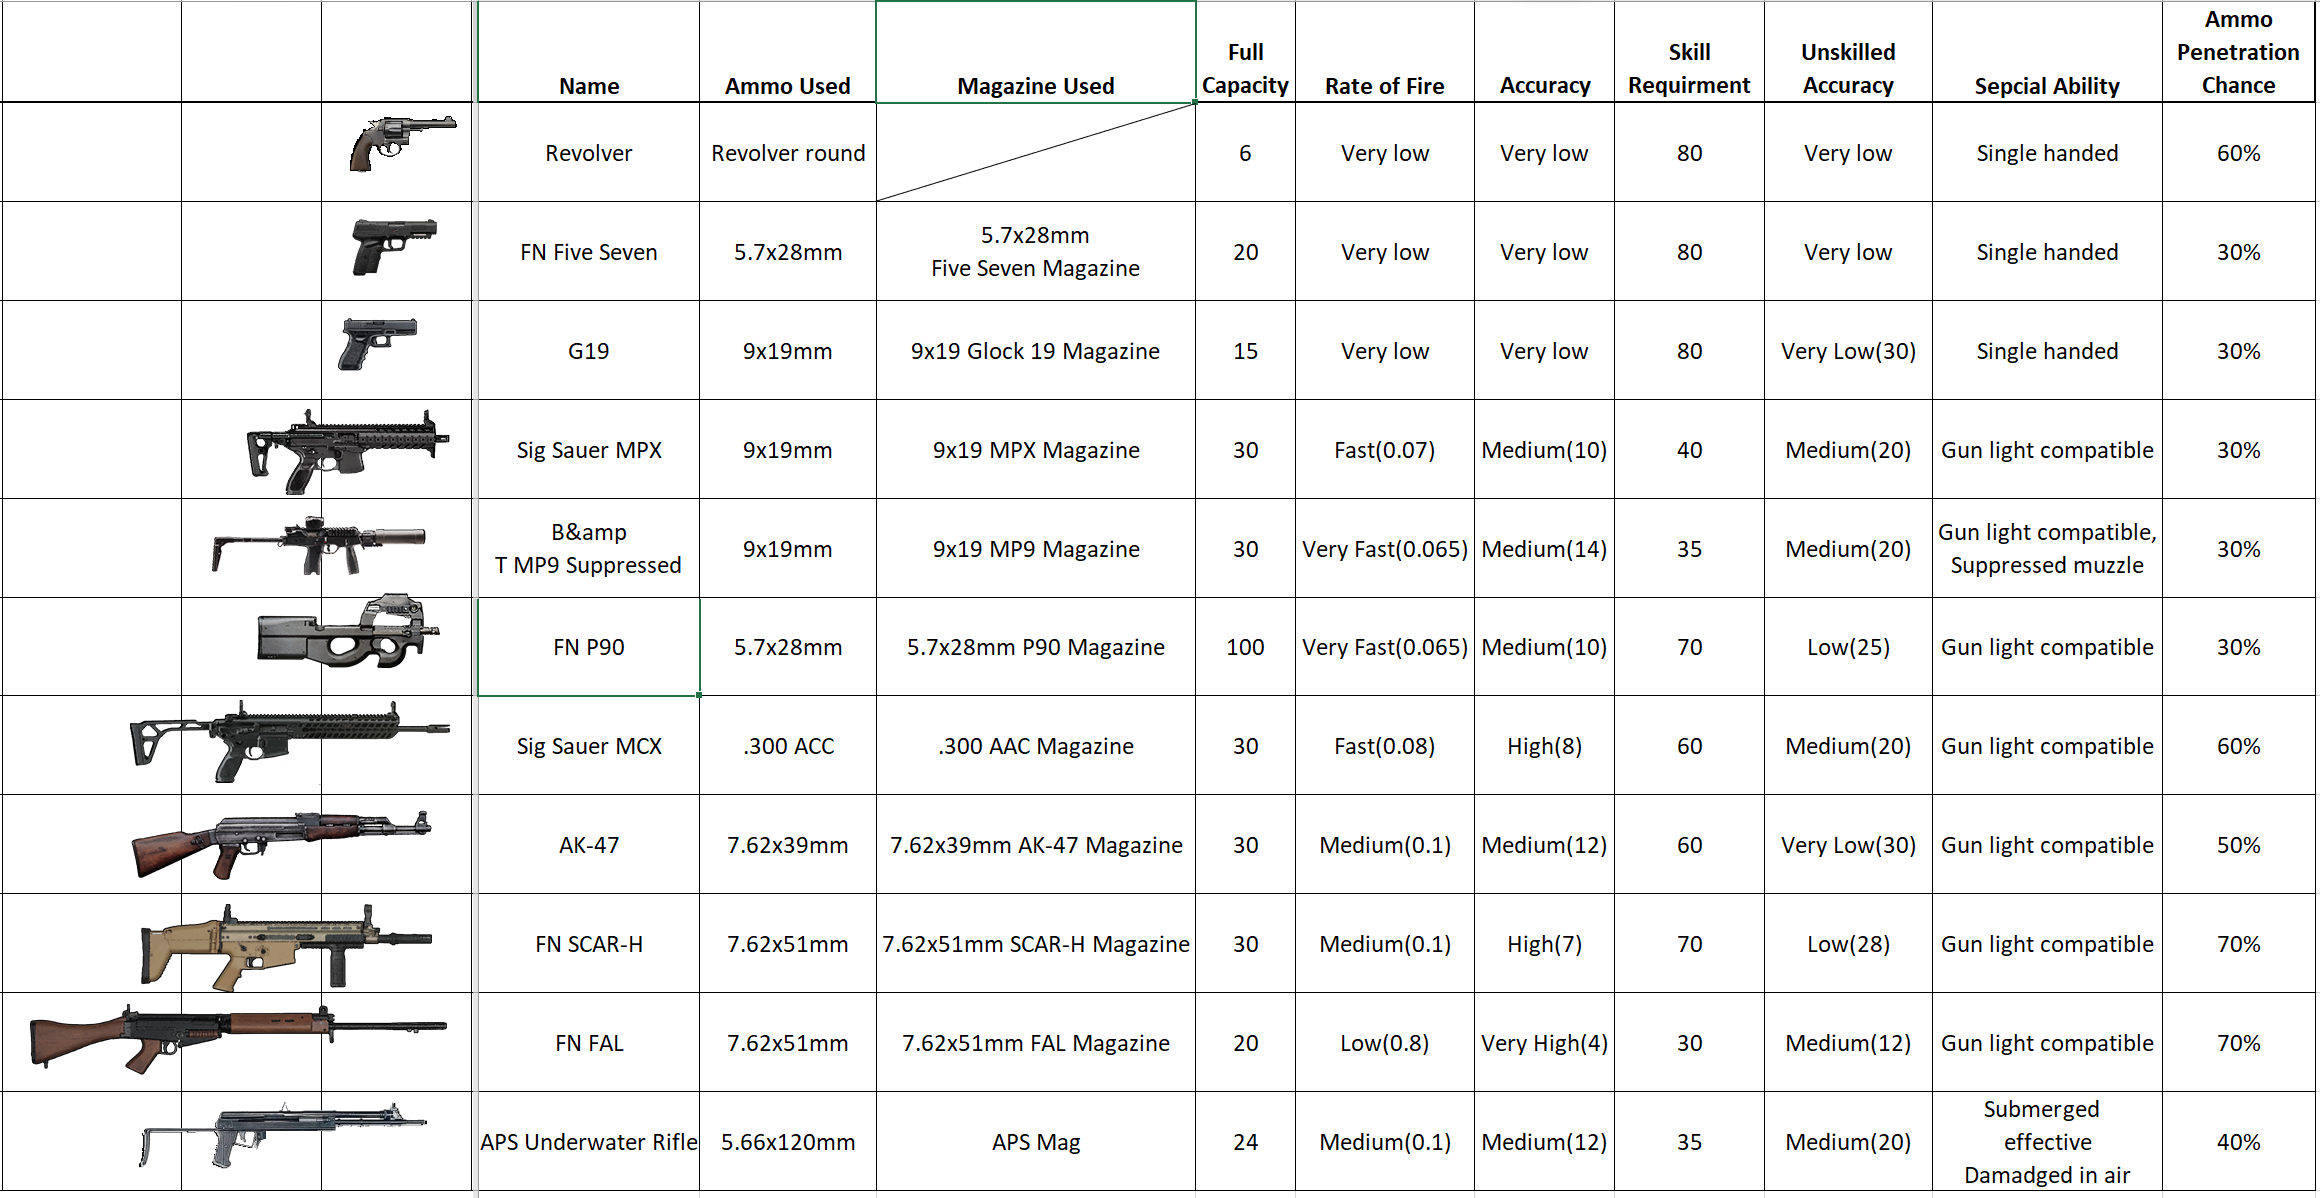 Name
Ammo Used
Magazine Used
Full
Capacity
Rate of Fire
Accuracy
Skill
Requirment
Unskilled
Accuracy
Sepcial Ability
Ammo
Penetration
Chance
Revolver
Revolver round
6
Very low
Very low
80
Very low
Single handed
60%
FN Five Seven
5.7x28mm
5.7x28mm
Five Seven Magazine
20
Very low
Very low
80
Very low
Single handed
30%
G19
9x19mm
9x19 Glock 19 Magazine
15
Very low
Very low
80
Very Low(30)
Single handed
30%
Sig Sauer MPX
9x19mm
9x19 MPX Magazine
30
Fast(0.07)
Medium(10)
40
Medium(20)
Gun light compatible
30%
B&amp;amp
T MP9 Suppressed
9x19mm
9x19 MP9 Magazine
30
Very Fast(0.065)
Medium(14)
35
Medium(20)
Gun light compatible,
Suppressed muzzle
30%
FN P90
5.7x28mm
5.7x28mm P90 Magazine
100
Very Fast(0.065)
Medium(10)
70
Low(25)
Gun light compatible
30%
Sig Sauer MCX
.300 ACC
.300 AAC Magazine
30
Fast(0.08)
High(8)
60
Medium(20)
Gun light compatible
60%
AK-47
7.62x39mm
7.62x39mm AK-47 Magazine
30
Medium(0.1)
Medium(12)
60
Very Low(30)
Gun light compatible
50%
FN SCAR-H
7.62x51mm
7.62x51mm SCAR-H Magazine
30
Medium(0.1)
High(7)
70
Low(28)
Gun light compatible
70%
FN FAL
7.62x51mm
7.62x51mm FAL Magazine
20
Low(0.8)
Very High(4)
30
Medium(12)
Gun light compatible
70%
APS Underwater Rifle
5.66x120mm
APS Mag
24
Medium(0.1)
Medium(12)
35
Medium(20)
Submerged
effective
Damadged in air
40%